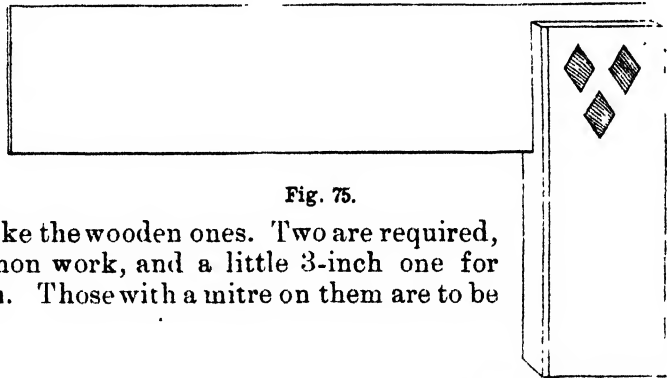 Fig. 75.
ke the wooden ones. Two are required,
mon work, and a little 3-inch one for
Those with a mitre on them are to be